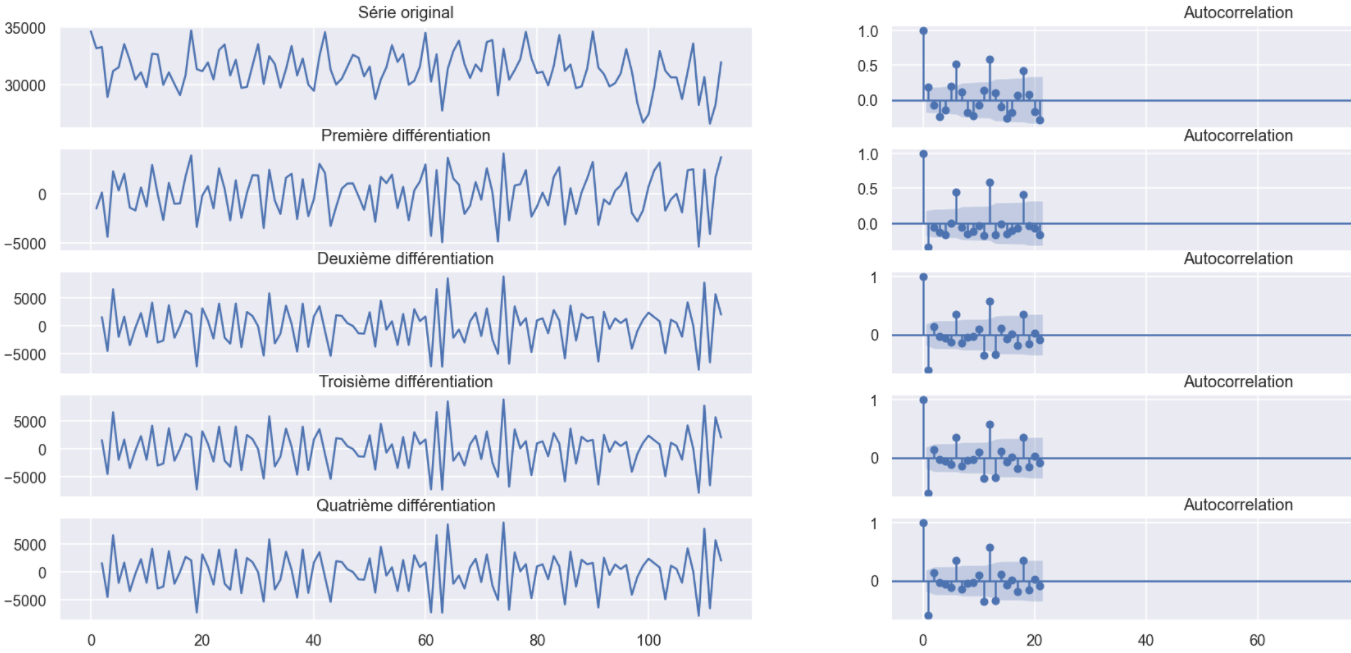 Série original
35000
30000
Autocorrelation
1.0
0.5
0.0
Première différentiation
0
−5000
Autocorrelation
1.0
0.5
0.0
Deuxième différentiation
5000
0
−5000
Autocorrelation
1
0
Troisième différentiation
5000
0
−5000
Autocorrelation
1
0
Quatrième différentiation
5000
0
−5000
0 20 40 60 80 100
Autocorrelation
1
0
0 20 40 60